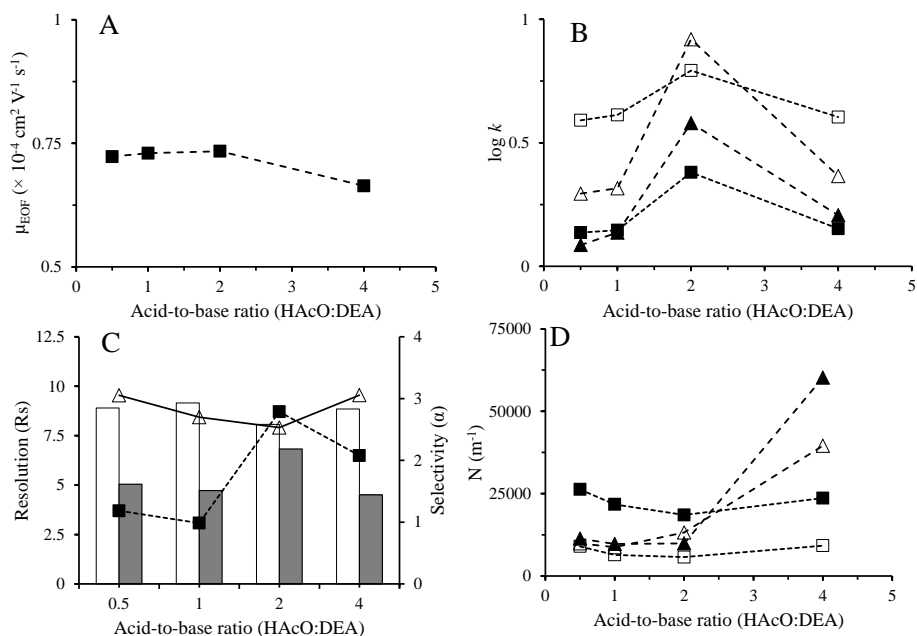 A
μEOF (× 10-4 cm2 V-1 s-1)
1
0.75
0.5
0 1 2 3 4 5
Acid-to-base ratio (HAcO:DEA)
B
log k
1
0.5
0
0 1 2 3 4 5
Acid-to-base ratio (HAcO:DEA)
C
Resolution (Rs)
12.5
10
7.5
5
2.5
0
Selectivity (α)
4
3
2
1
0
0.5 1 2 4
Acid-to-base ratio (HAcO:DEA)
D
N (m-1)
75000
50000
25000
0
0 1 2 3 4 5
Acid-to-base ratio (HAcO:DEA)